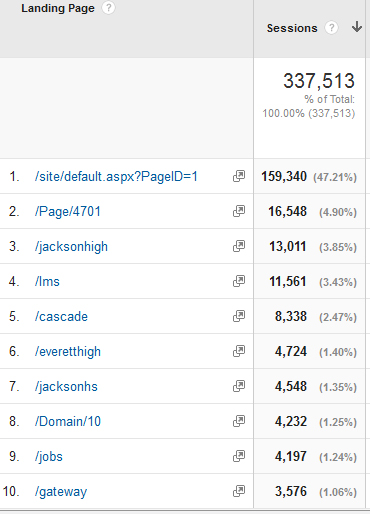 Landing Page ? Sessions ?
337,513
% of Total:
100.00% (337,513)
1. /site/default.aspx?PageID=1 159,340 (47.21%)
2. /Page/4701 16,548 (4.90%)
3. /jacksonhigh 13,011 (3.85%)
4. /lms 11,561 (3.43%)
5. /cascade 8,338 (2.47%)
6. /everetthigh 4,724 (1.40%)
7. /jacksonhs 4,548 (1.35%)
8. /Domain/10 4,232 (1.25%)
9. /jobs 4,197 (1.24%)
10. /gateway 3,576 (1.06%)